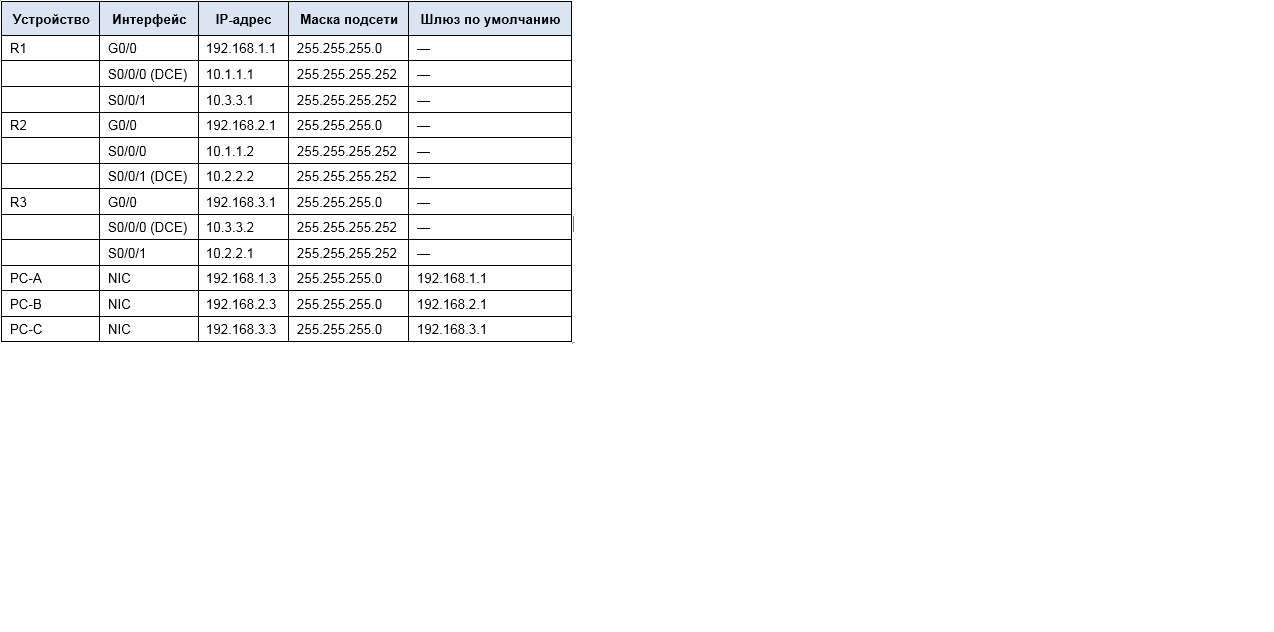 Устройство Интерфейс IP-адрес Маска подсети Шлюз по умолчанию
R1 G0/0 192.168.1.1 255.255.255.0 —
S0/0/0 (DCE) 10.1.1.1 255.255.255.252 —
S0/0/1 10.3.3.1 255.255.255.252 —
R2 G0/0 192.168.2.1 255.255.255.0 —
S0/0/0 10.1.1.2 255.255.255.252 —
S0/0/1 (DCE) 10.2.2.2 255.255.255.252 —
R3 G0/0 192.168.3.1 255.255.255.0 —
S0/0/0 (DCE) 10.3.3.2 255.255.255.252 —
S0/0/1 10.2.2.1 255.255.255.252 —
PC-A NIC 192.168.1.3 255.255.255.0 192.168.1.1
PC-B NIC 192.168.2.3 255.255.255.0 192.168.2.1
PC-C NIC 192.168.3.3 255.255.255.0 192.168.3.1